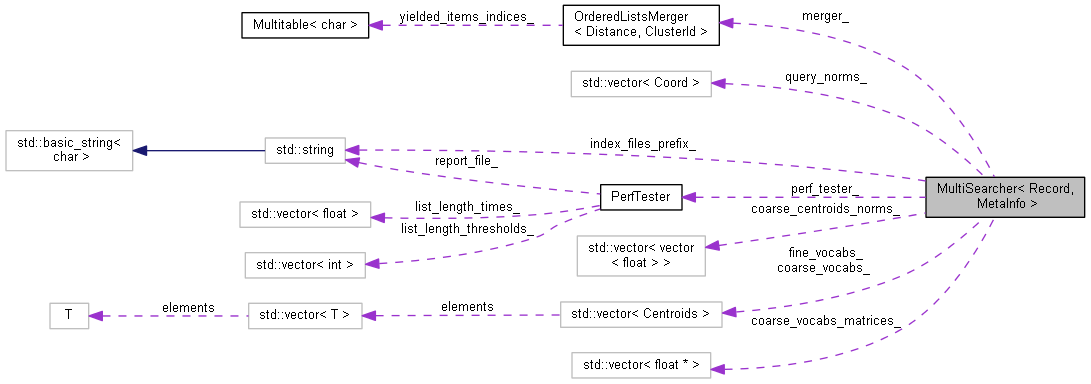 Multitable< char >
yielded_items_indices_
OrderedListsMerger
< Distance, ClusterId >
merger_
std::vector< Coord >
query_norms_
std::basic_string<
char >
std::string
index_files_prefix_
report_file_
PerfTester
perf_tester_
MultiSearcher< Record,
MetaInfo >
std::vector< float >
list_length_times_
list_length_thresholds_
coarse_centroids_norms_
std::vector< int >
std::vector< vector
< float > >
fine_vocabs_
coarse_vocabs_
T
elements
std::vector< T >
elements
std::vector< Centroids >
coarse_vocabs_matrices_
std::vector< float * >